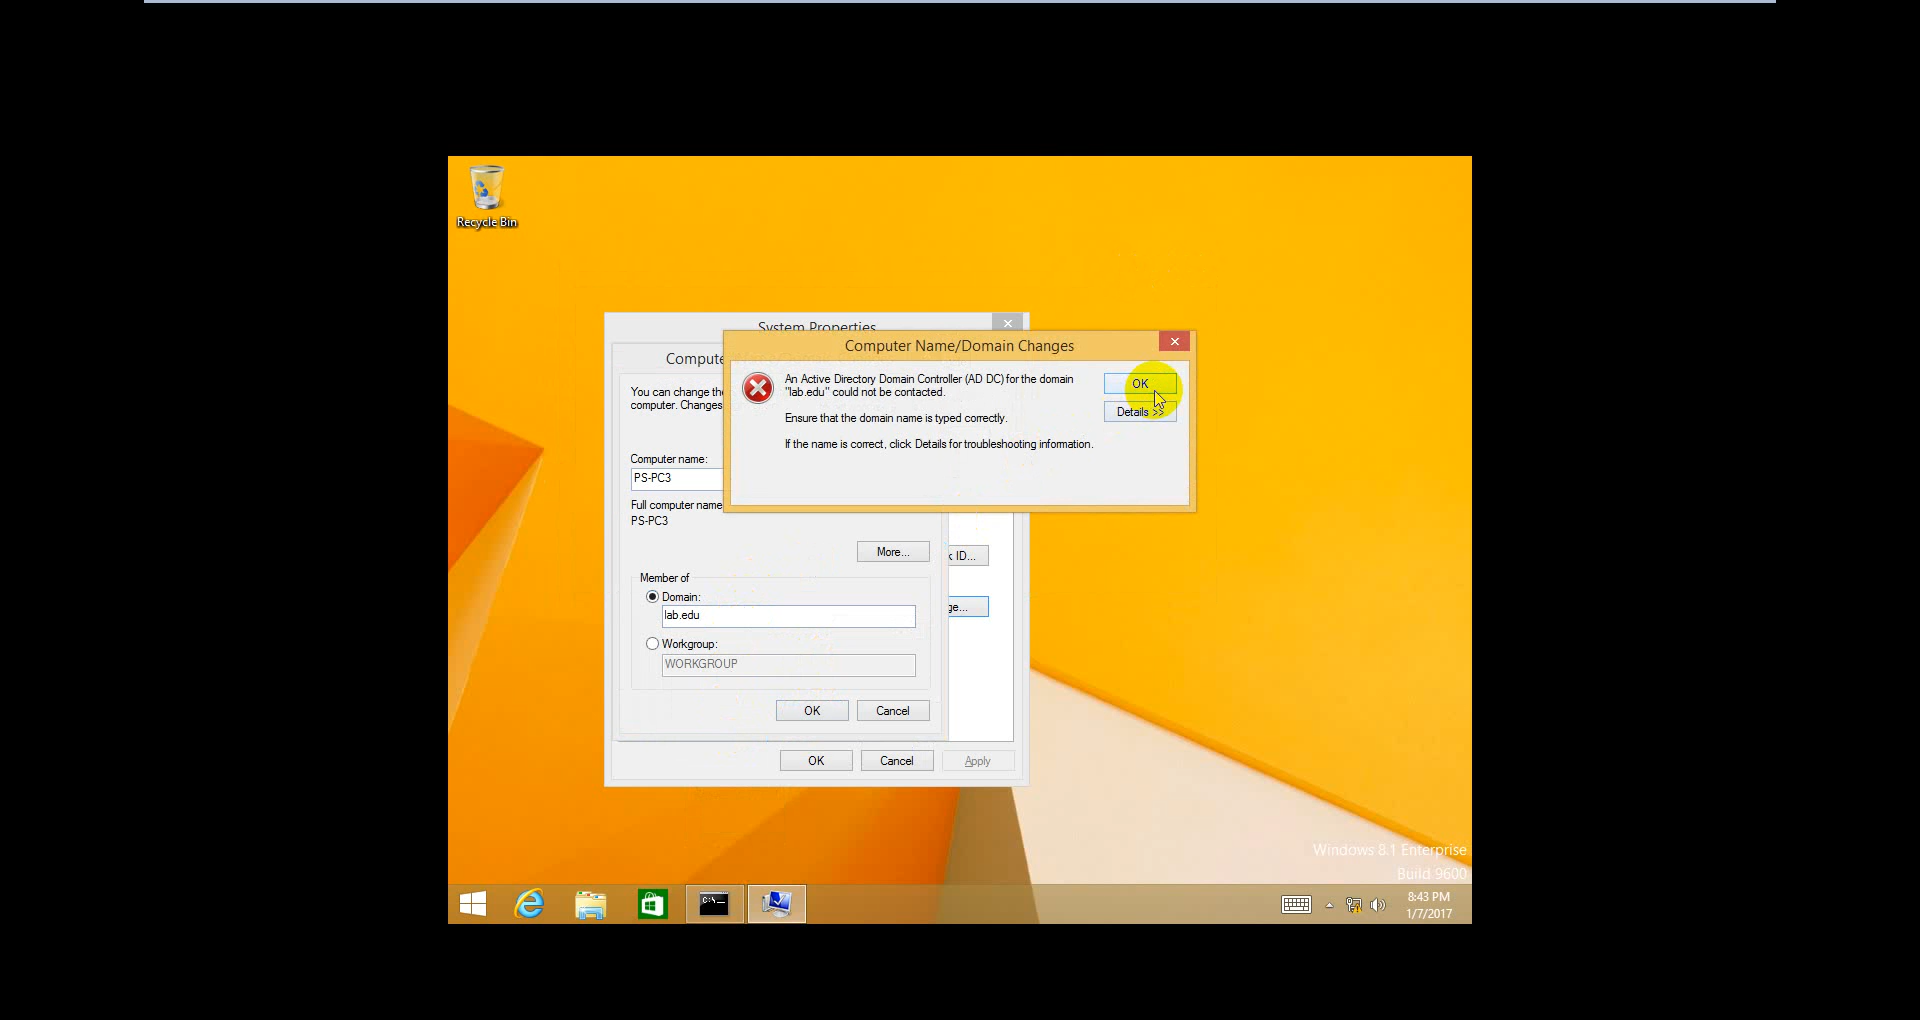 Recycle Bin
System Properties
Computer Name/Domain Changes
An Active Directory Domain Controller (AD DC) for the domain
"lab.edu" could not be contacted.
Ensure that the domain name is typed correctly.
If the name is correct, click Details for troubleshooting information.
OK
Details >>
Compute
You can change the
computer. Changes
Computer name:
PS-PC3
Full computer name
PS-PC3
More...
ID...
ge...
Member of
Domain:
lab.edu
Workgroup:
WORKGROUP
OK
Cancel
OK
Cancel
Apply
Windows 8.1 Enterprise
Build 9600
C:\
8:43 PM
1/7/2017